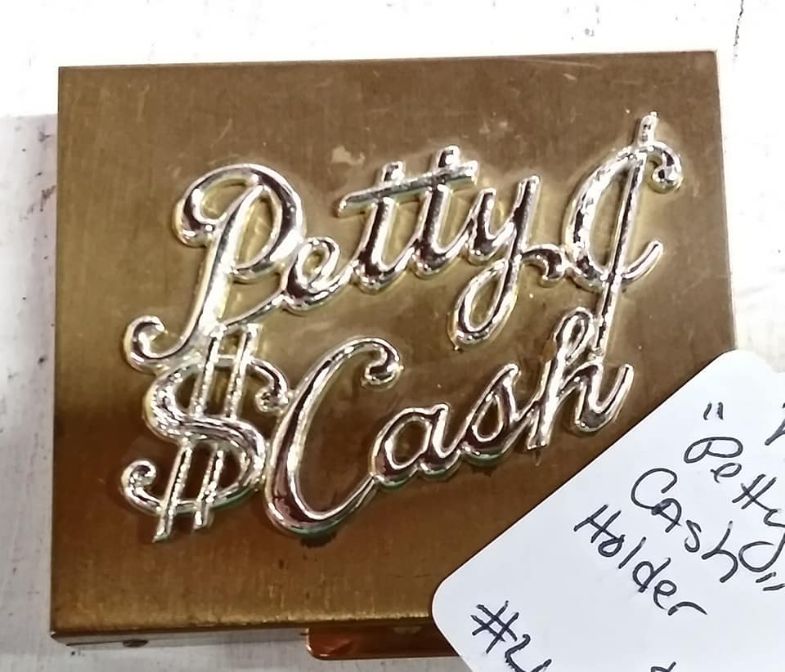 Petty ¢
$ Cash
"Petty
Cash"
Holder